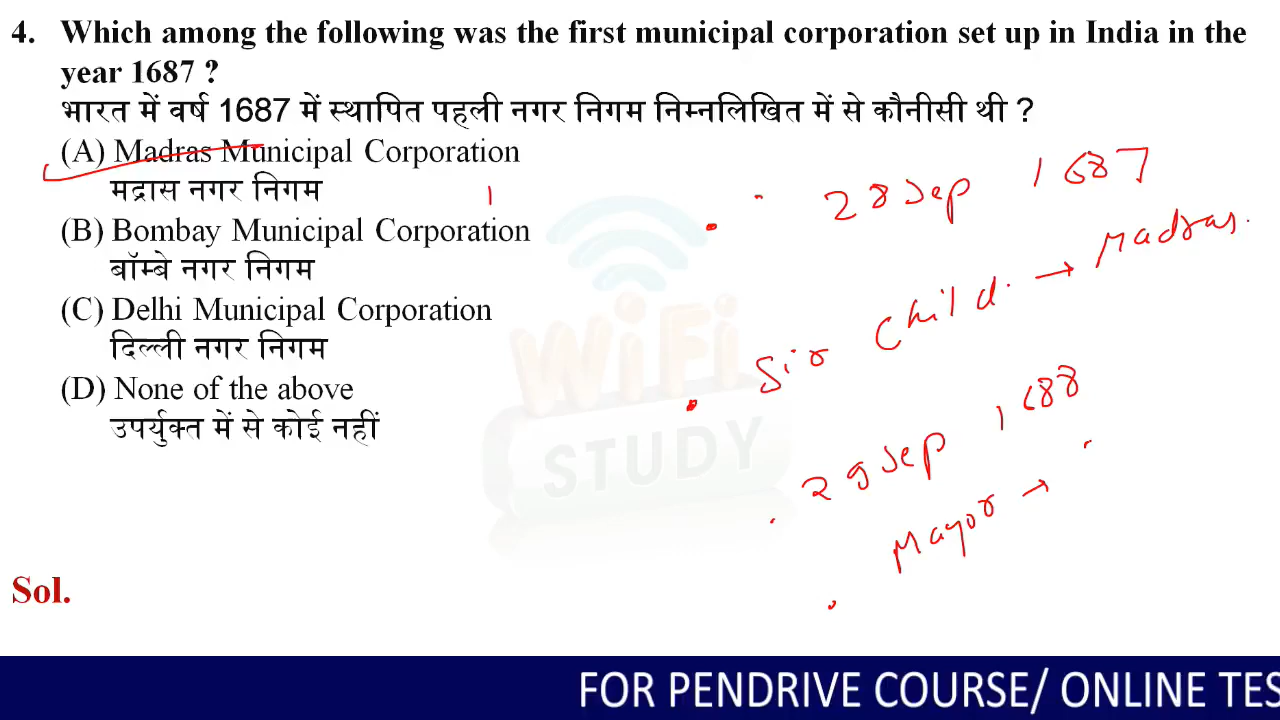 4. Which among the following was the first municipal corporation set up in India in the
year 1687 ?
भारत में वर्ष 1687 में स्थापित पहली नगर निगम निम्नलिखित में से कौनीसी थी ?
(A) Madras Municipal Corporation
मद्रास नगर निगम
(B) Bombay Municipal Corporation
बॉम्बे नगर निगम
(C) Delhi Municipal Corporation
दिल्ली नगर निगम
(D) None of the above
उपर्युक्त में से कोई नहीं
28 Sep 1687
Sir Child → Madras
29 Sep 1688
Mayor →
WiFi
STUDY
Sol.
FOR PENDRIVE COURSE/ ONLINE TES